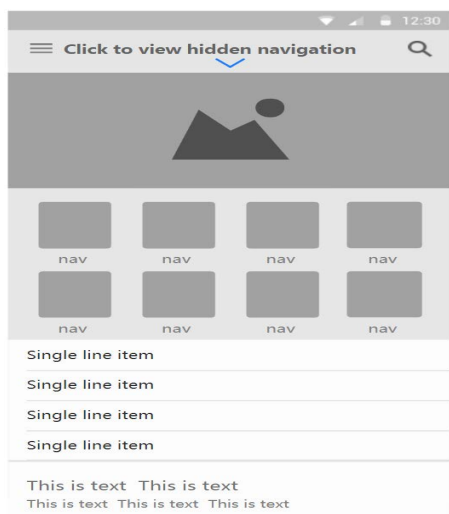 12:30
Click to view hidden navigation
nav nav nav nav
nav nav nav nav
Single line item
Single line item
Single line item
Single line item
This is text This is text
This is text This is text This is text